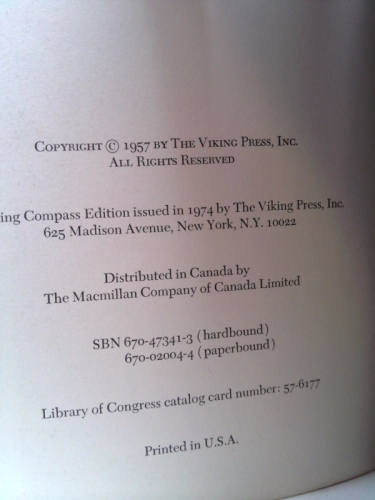 Copyright © 1957 by The Viking Press, Inc.
All Rights Reserved
ing Compass Edition issued in 1974 by The Viking Press, Inc.
625 Madison Avenue, New York, N.Y. 10022
Distributed in Canada by
The Macmillan Company of Canada Limited
SBN 670-47341-3 (hardbound)
670-02004-4 (paperbound)
Library of Congress catalog card number: 57-6177
Printed in U.S.A.